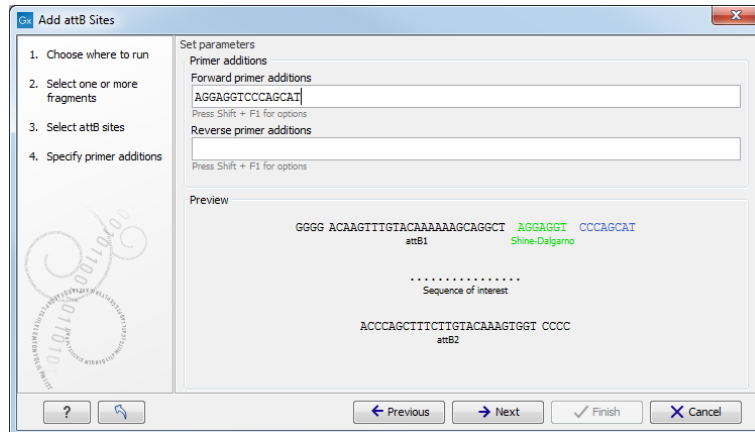 Gx Add attB Sites
1. Choose where to run
2. Select one or more
fragments
3. Select attB sites
4. Specify primer additions
Set parameters
Primer additions
Forward primer additions
AGGAGGTCCCAGCAT
Press Shift + F1 for options
Reverse primer additions
Press Shift + F1 for options
Preview
GGGG ACAAGTTTGTACAAAAAAGCAGGCT AGGAGGT CCCAGCAT
attB1 Shine-Dalgarno
................
Sequence of interest
ACCCAGCTTTCTTGTACAAAGTGGT CCCC
attB2
? Previous Next Finish Cancel